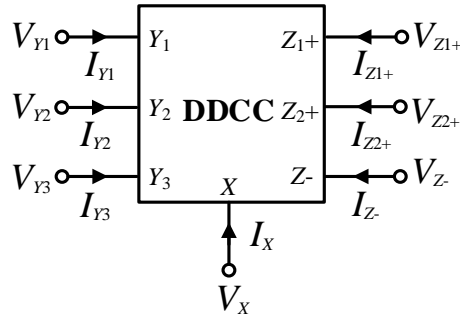 V_{Y1} I_{Y1} Y_1 Z_1+ I_{Z1+} V_{Z1+}
V_{Y2} I_{Y2} Y_2 DDCC Z_2+ I_{Z2+} V_{Z2+}
V_{Y3} I_{Y3} Y_3 X Z- I_{Z-} V_{Z-}
I_X
V_X